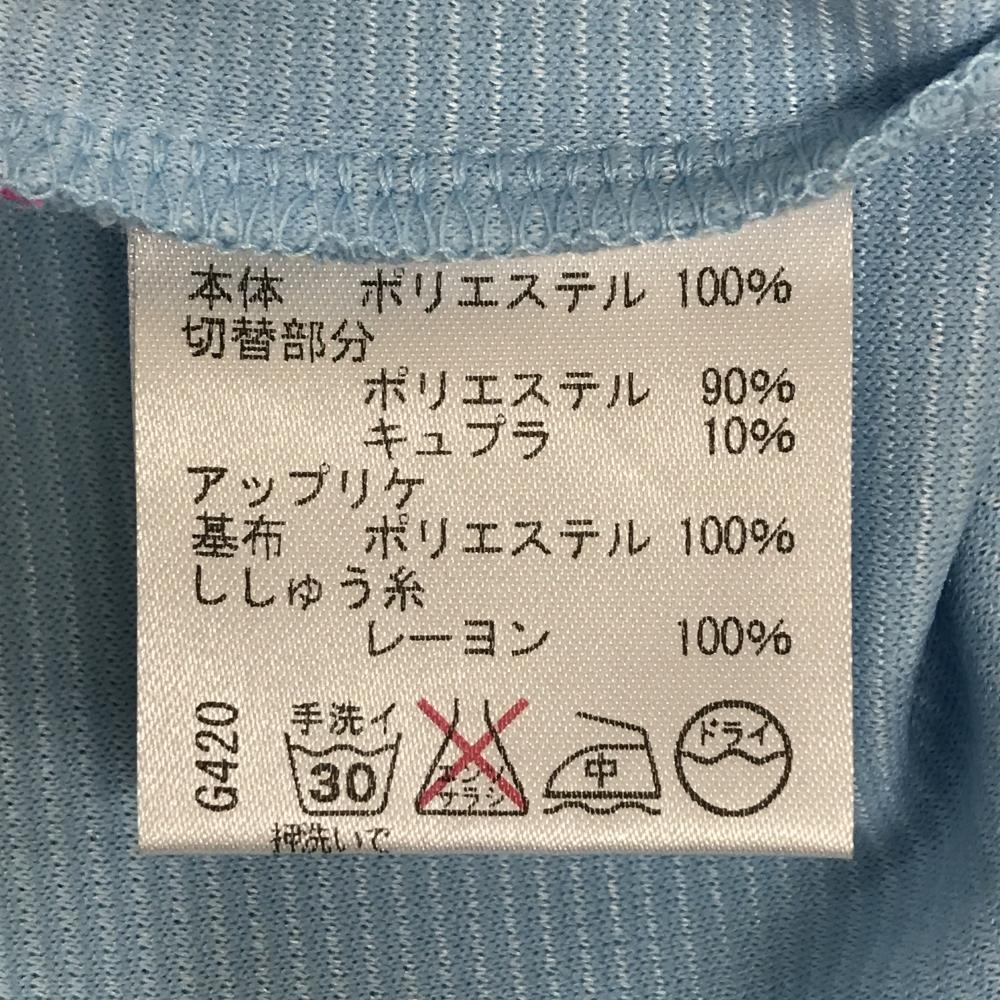 本体 ポリエステル 100%
切替部分
ポリエステル 90%
キュプラ 10%
アップリケ
基布 ポリエステル 100%
ししゅう糸
レーヨン 100%
G420
手洗イ
30
エンソ
サラシ
中
ドライ
押洗いで